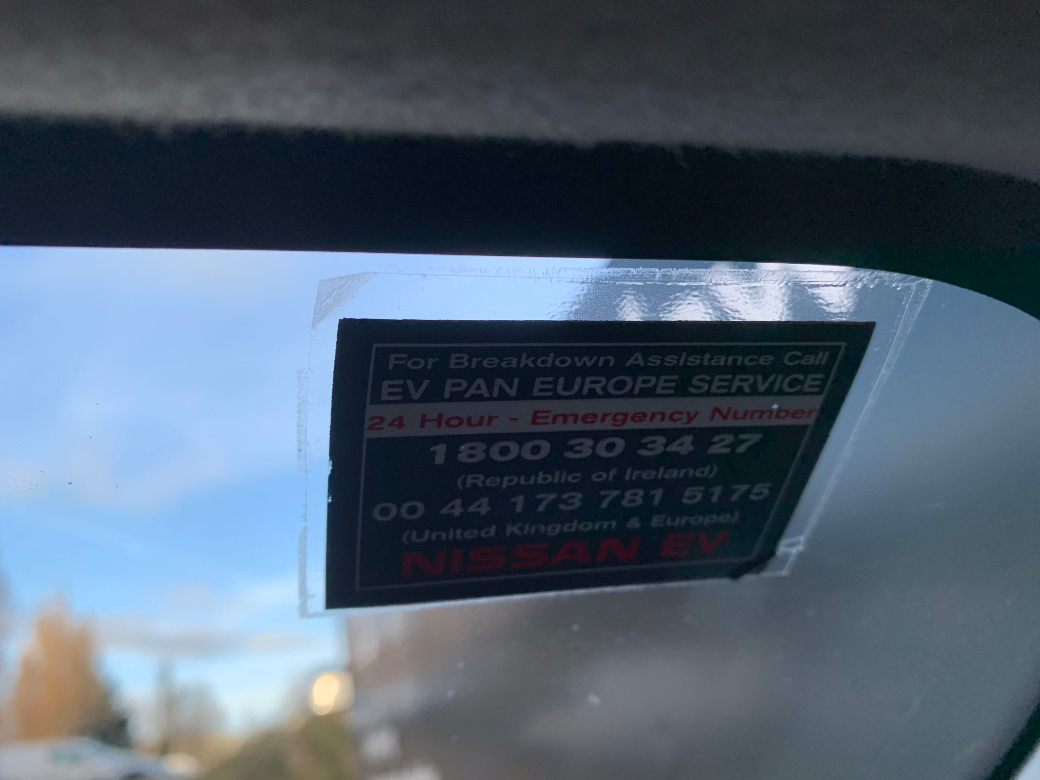 For Breakdown Assistance Call
EV PAN EUROPE SERVICE
24 Hour - Emergency Number
1800 30 34 27
(Republic of Ireland)
00 44 173 781 5175
(United Kingdom & Europe)
NISSAN EV